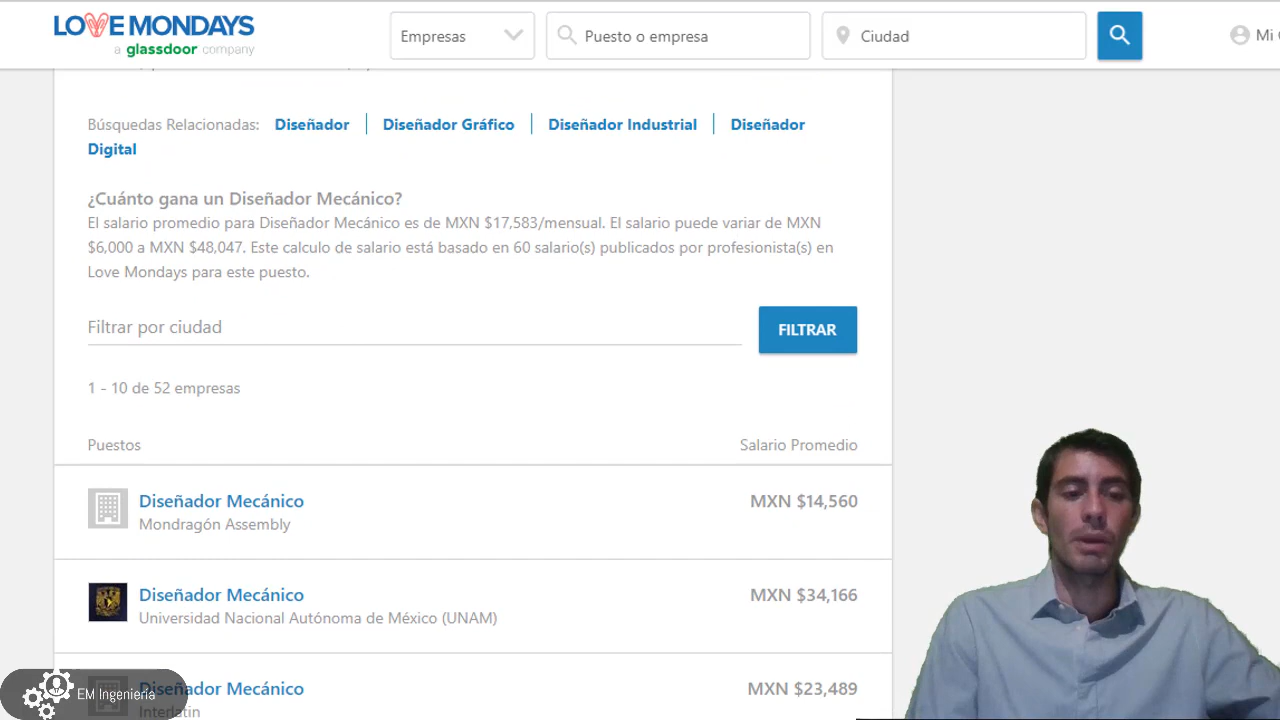 LOVE MONDAYS
a glassdoor company
Empresas
Puesto o empresa
Ciudad
Mi
Búsquedas Relacionadas: Diseñador | Diseñador Gráfico | Diseñador Industrial | Diseñador
Digital
¿Cuánto gana un Diseñador Mecánico?
El salario promedio para Diseñador Mecánico es de MXN $17,583/mensual. El salario puede variar de MXN
$6,000 a MXN $48,047. Este calculo de salario está basado en 60 salario(s) publicados por profesionista(s) en
Love Mondays para este puesto.
Filtrar por ciudad
FILTRAR
1 - 10 de 52 empresas
Puestos Salario Promedio
Diseñador Mecánico MXN $14,560
Mondragón Assembly
Diseñador Mecánico MXN $34,166
Universidad Nacional Autónoma de México (UNAM)
Diseñador Mecánico MXN $23,489
Interlatin
EM Ingeniería